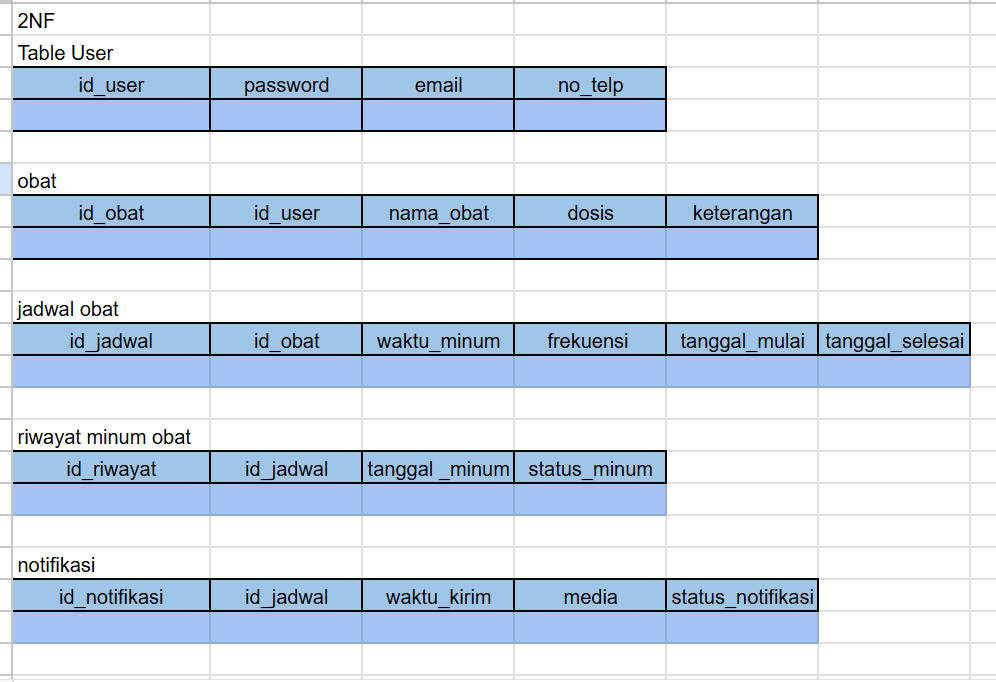 2NF
Table User
id_user password email no_telp
obat
id_obat id_user nama_obat dosis keterangan
jadwal obat
id_jadwal id_obat waktu_minum frekuensi tanggal_mulai tanggal_selesai
riwayat minum obat
id_riwayat id_jadwal tanggal _minum status_minum
notifikasi
id_notifikasi id_jadwal waktu_kirim media status_notifikasi